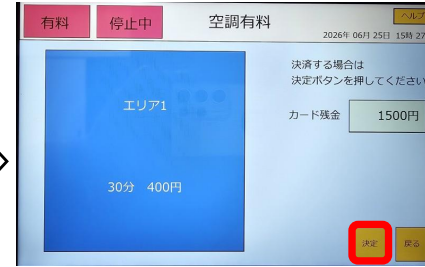 有料
停止中
空調有料
ヘルプ
2026年 06月 25日 15時 27
決済する場合は
決定ボタンを押してください
エリア1
カード残金
1500円
30分 400円
決定
戻る